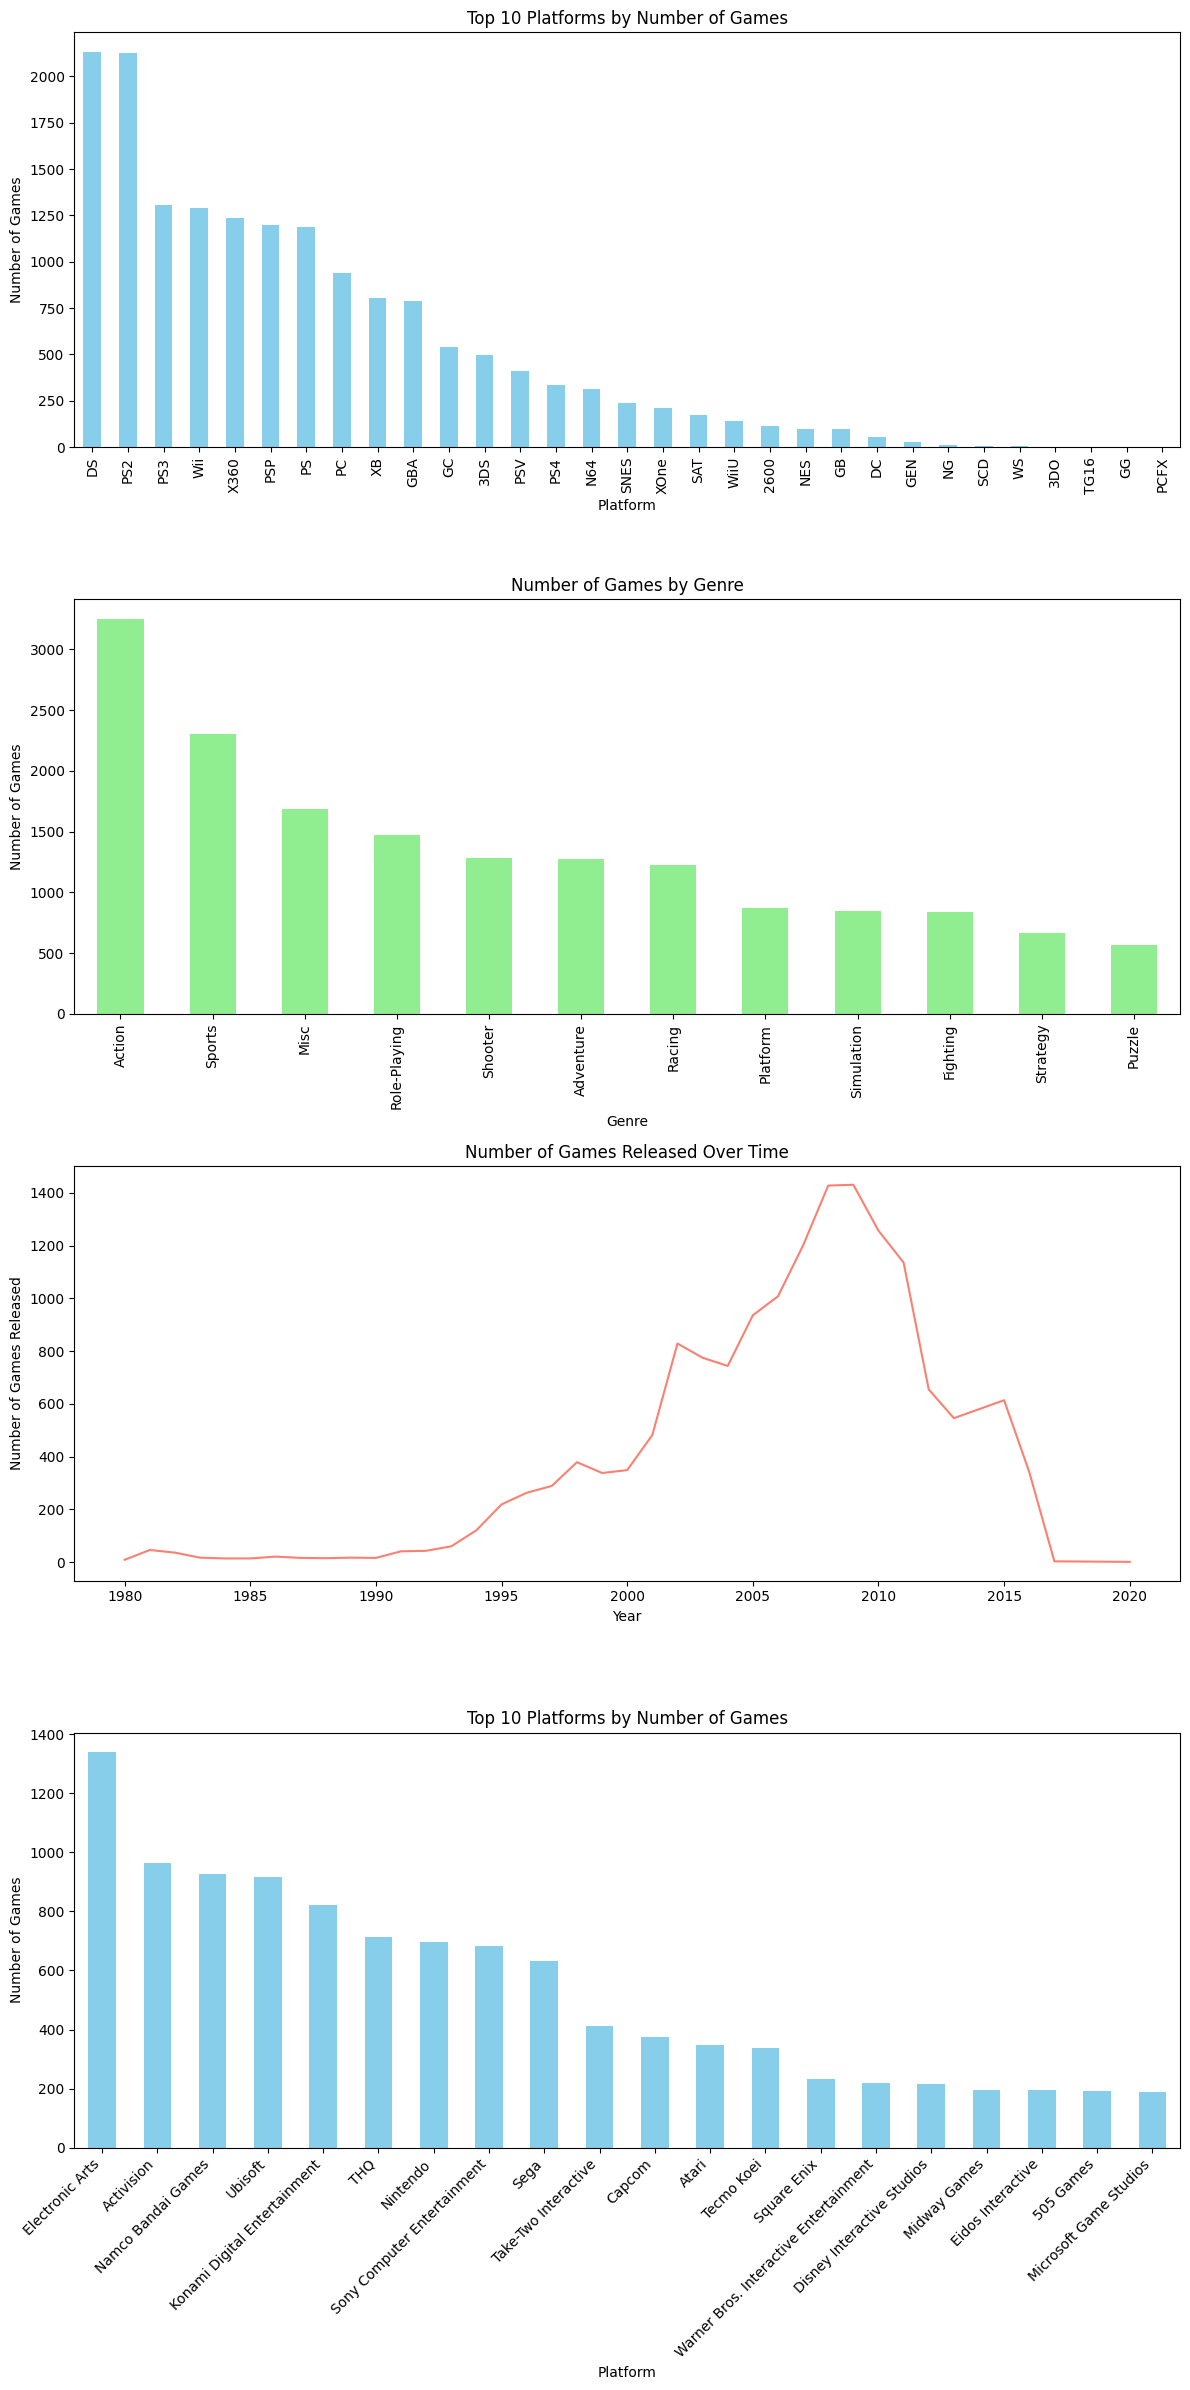 Top 10 Platforms by Number of Games
Number of Games
2000
1750
1500
1250
1000
750
500
250
0
DS
PS2
PS3
Wii
X360
PSP
PS
PC
XB
GBA
GC
3DS
PSV
PS4
N64
SNES
XOne
SAT
WiiU
2600
NES
GB
DC
GEN
NG
SCD
WS
3DO
TG16
GG
PCFX
Platform
Number of Games by Genre
Number of Games
3000
2500
2000
1500
1000
500
0
Action
Sports
Misc
Role-Playing
Shooter
Adventure
Racing
Platform
Simulation
Fighting
Strategy
Puzzle
Genre
Number of Games Released Over Time
Number of Games Released
1400
1200
1000
800
600
400
200
0
1980
1985
1990
1995
2000
2005
2010
2015
2020
Year
Top 10 Platforms by Number of Games
Number of Games
1400
1200
1000
800
600
400
200
0
Electronic Arts
Activision
Namco Bandai Games
Ubisoft
Konami Digital Entertainment
THQ
Nintendo
Sony Computer Entertainment
Sega
Take-Two Interactive
Capcom
Atari
Tecmo Koei
Square Enix
Warner Bros. Interactive Entertainment
Disney Interactive Studios
Midway Games
Eidos Interactive
505 Games
Microsoft Game Studios
Platform